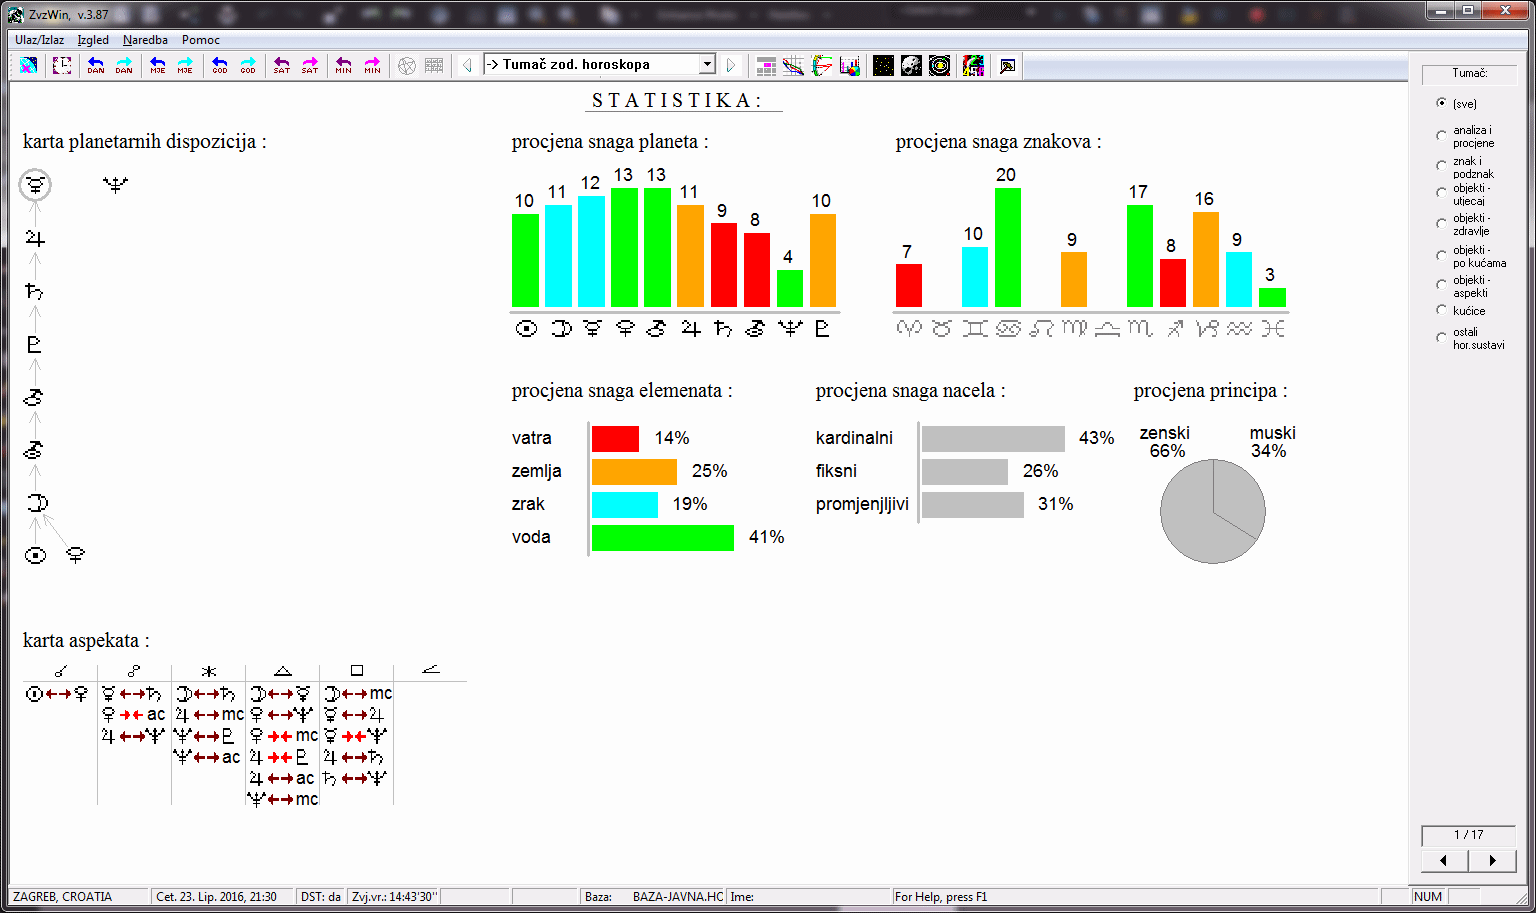 ZvzWin, v.3.87
Ulaz/Izlaz Izgled Naredba Pomoc
DAN DAN MJE MJE GOD GOD SAT SAT MIN MIN
-> Tumač zod. horoskopa
Tumač:
(sve)
analiza i
procjene
znak i
podznak
objekti -
utjecaj
objekti -
zdravlje
objekti -
po kućama
objekti -
aspekti
kućice
ostali
hor.sustavi
1 / 17
STATISTIKA:
karta planetarnih dispozicija :
procjena snaga planeta :
10 11 12 13 13 11 9 8 4 10
procjena snaga znakova :
7 10 20 9 17 8 16 9 3
procjena snaga elemenata :
vatra 14%
zemlja 25%
zrak 19%
voda 41%
procjena snaga nacela :
kardinalni 43%
fiksni 26%
promjenjljivi 31%
procjena principa :
zenski muski
66% 34%
karta aspekata :
mc
ac
mc
mc
ac
ac
mc
ZAGREB, CROATIA Cet. 23. Lip. 2016, 21:30 DST: da Zvj.vr.: 14:43'30'' Baza: BAZA-JAVNA.HC Ime: For Help, press F1 NUM